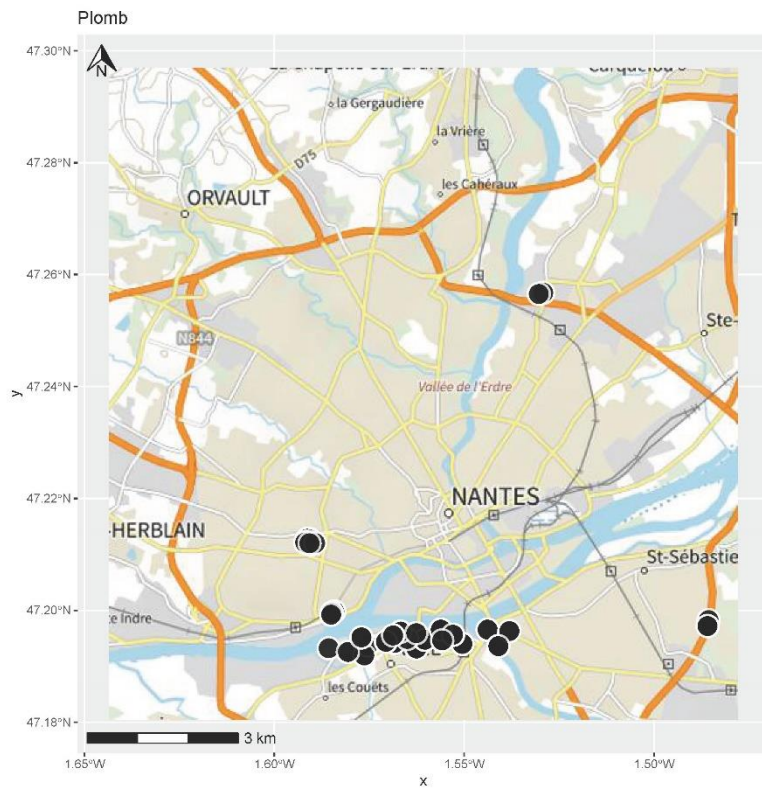 Plomb
47.30°N
N
Carquefou
la Gergaudière
la Vrière
D75
47.28°N
les Cahéraux
ORVAULT
47.26°N
N844
Ste-
47.24°N
Vallée de l'Erdre
y
47.22°N
NANTES
-HERBLAIN
St-Sébastie
47.20°N
te Indre
les Couëts
47.18°N
3 km
1.65°W
1.60°W
1.55°W
1.50°W
x